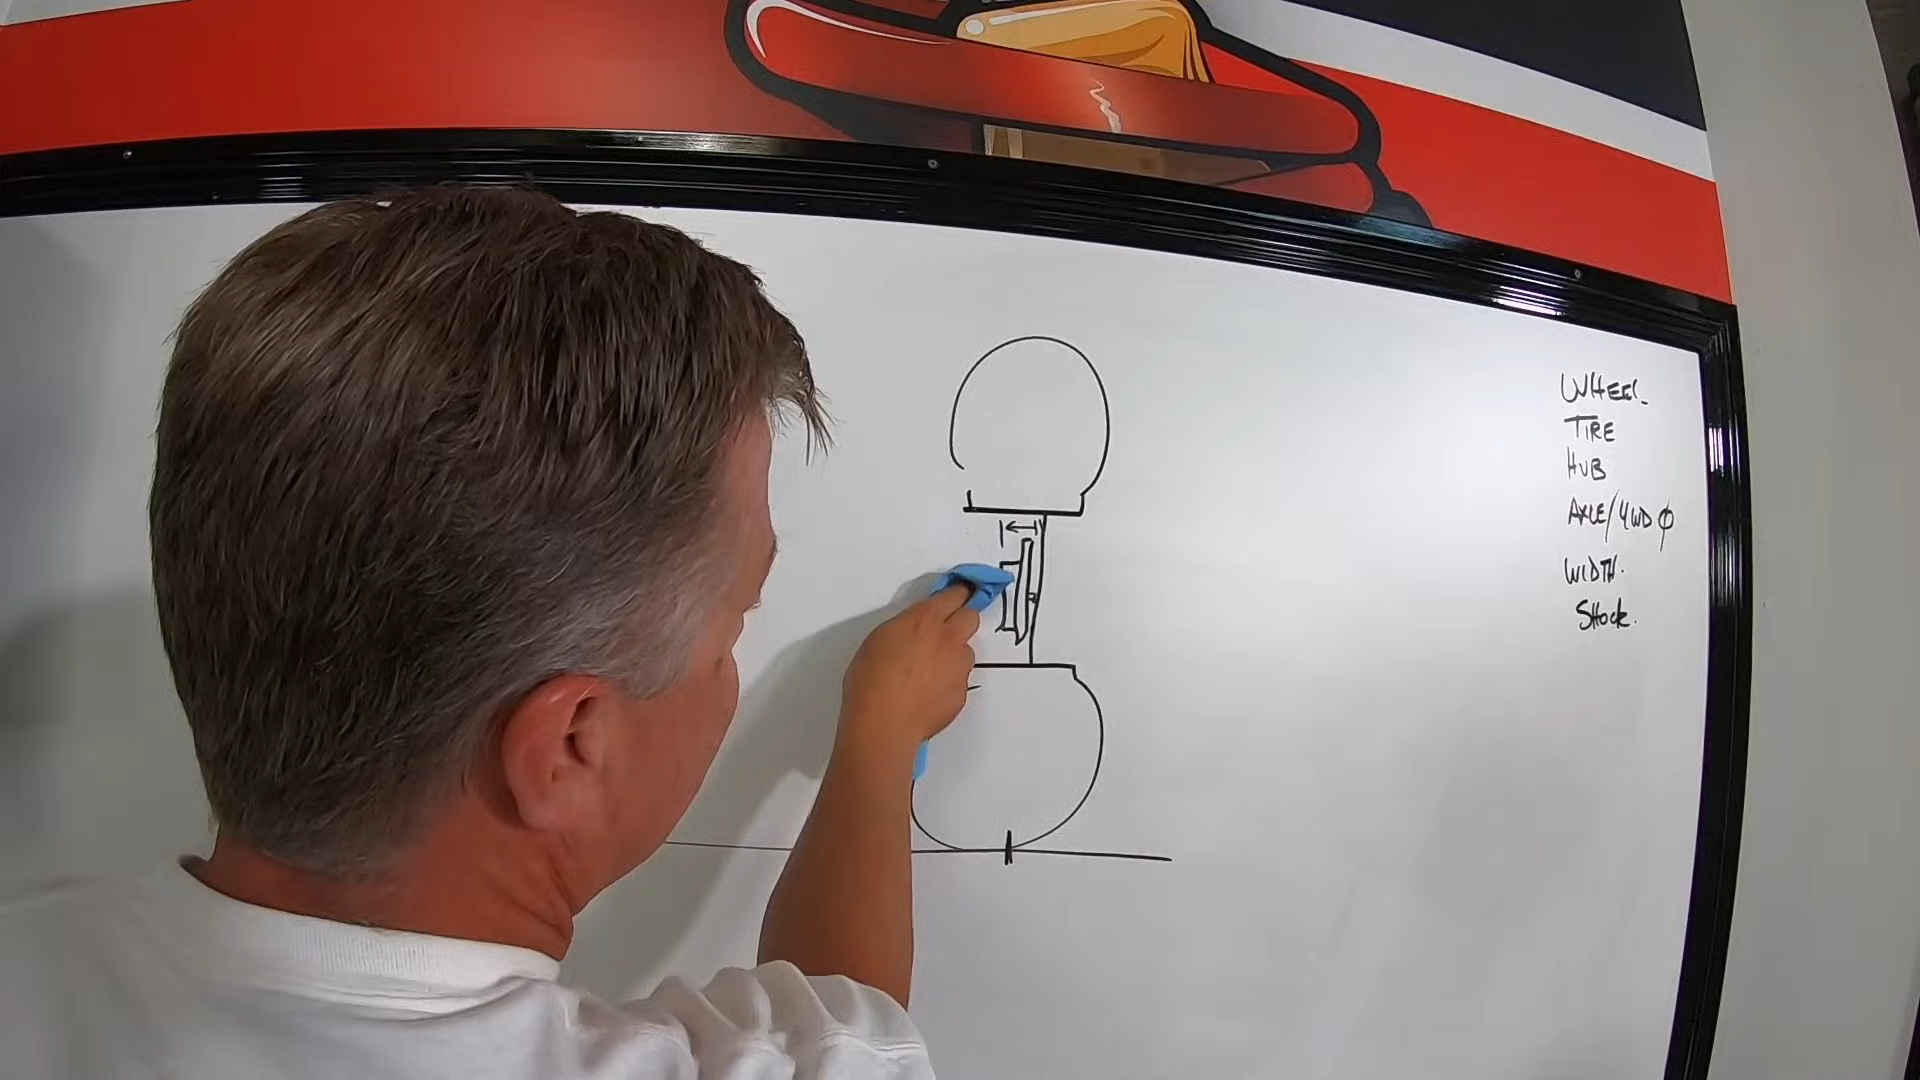 WHEEL
TIRE
HUB
AXLE/4WD φ
WIDTH.
SHOCK.